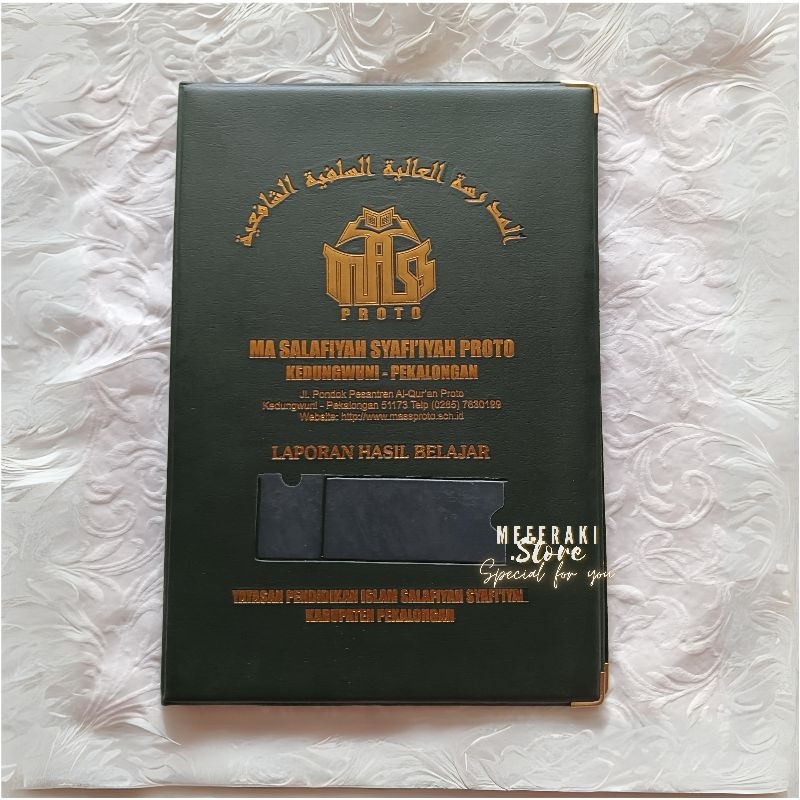 المدرسة العالية السلفية الشافعية
MASS
PROTO
MA SALAFIYAH SYAFI'IYAH PROTO
KEDUNGWUNI - PEKALONGAN
Jl. Pondok Pesantren Al-Qur'an Proto
Kedungwuni - Pekalongan 51173 Telp (0285) 7830199
Website: http://www.massproto.sch.id
LAPORAN HASIL BELAJAR
MEFERAKI
.Store
Special for you
YAYASAN PENDIDIKAN ISLAM SALAFIYAH SYAFI'IYAH
KABUPATEN PEKALONGAN